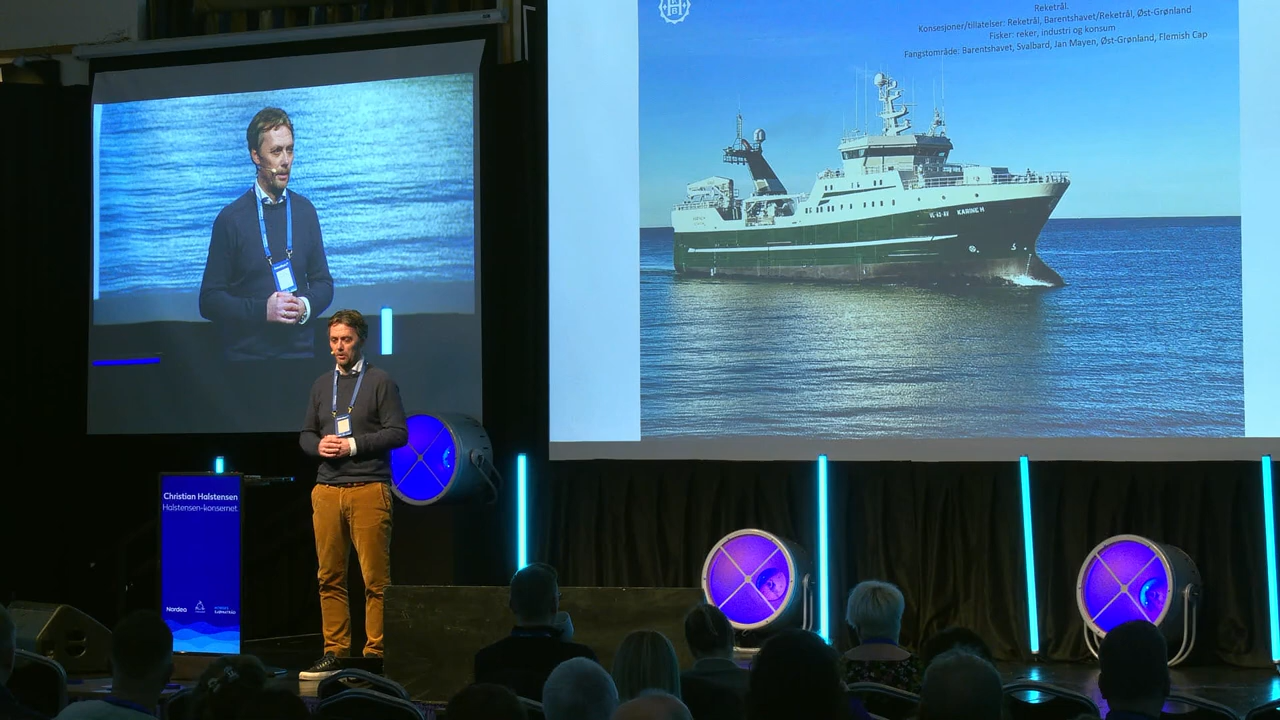 Reketrål.
Konsesjoner/tillatelser: Reketrål, Barentshavet/Reketrål, Øst-Grønland
Fisker: reker, industri og konsum
Fangstområde: Barentshavet, Svalbard, Jan Mayen, Øst-Grønland, Flemish Cap
KARINE H
Christian Halstensen
Halstensen-konsernet
Nordea